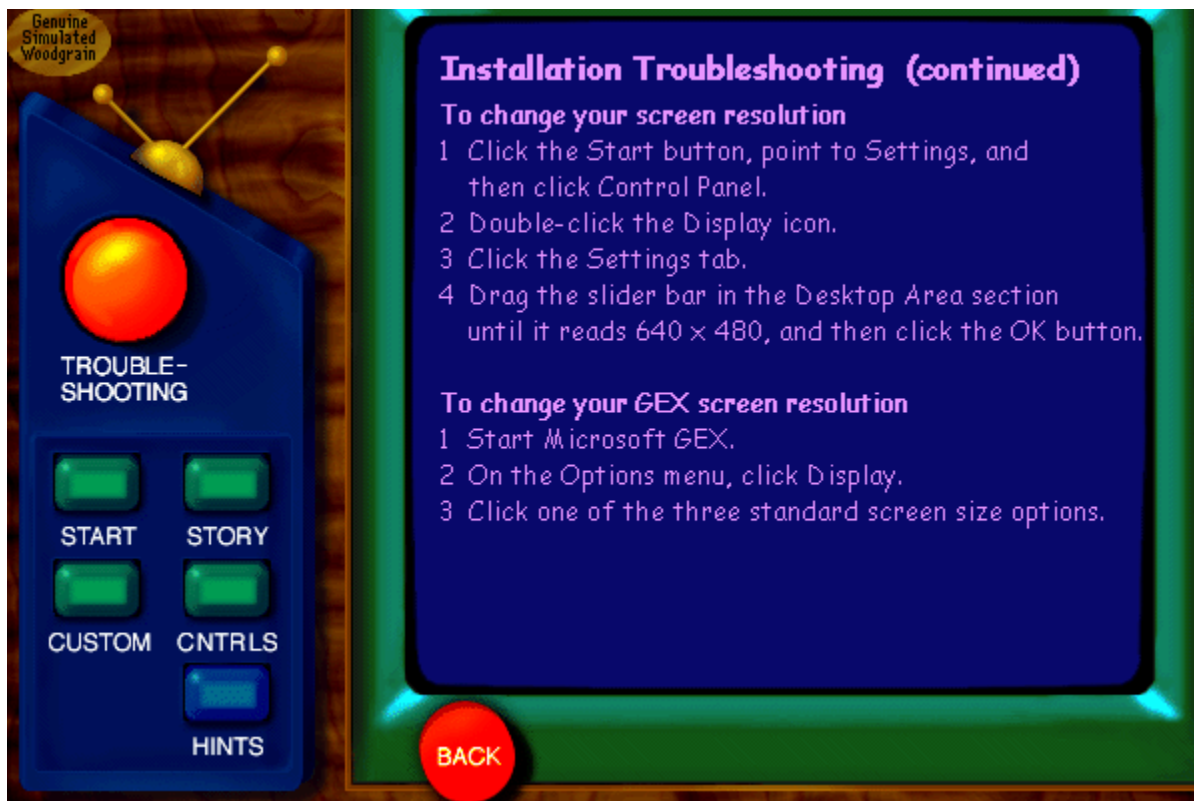 Genuine
Simulated
Woodgrain
TROUBLE-
SHOOTING
START
STORY
CUSTOM
CNTRLS
HINTS
Installation Troubleshooting (continued)
To change your screen resolution
1 Click the Start button, point to Settings, and
then click Control Panel.
2 Double-click the Display icon.
3 Click the Settings tab.
4 Drag the slider bar in the Desktop Area section
until it reads 640 × 480, and then click the OK button.
To change your GEX screen resolution
1 Start Microsoft GEX.
2 On the Options menu, click Display.
3 Click one of the three standard screen size options.
BACK